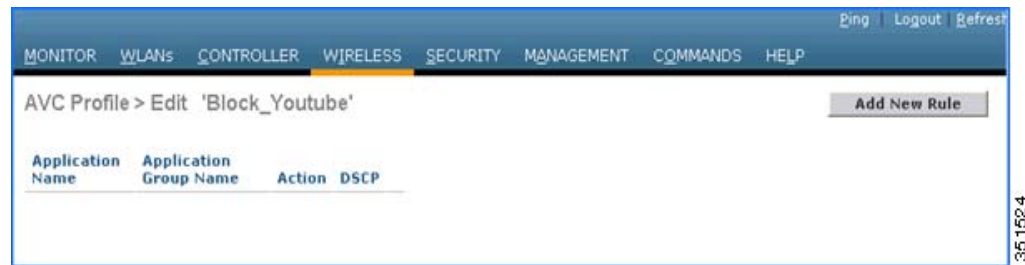 Ping | Logout | Refresh
MONITOR WLANs CONTROLLER WIRELESS SECURITY MANAGEMENT COMMANDS HELP
AVC Profile > Edit 'Block_Youtube'
Add New Rule
Application Name Application Group Name Action DSCP
351524